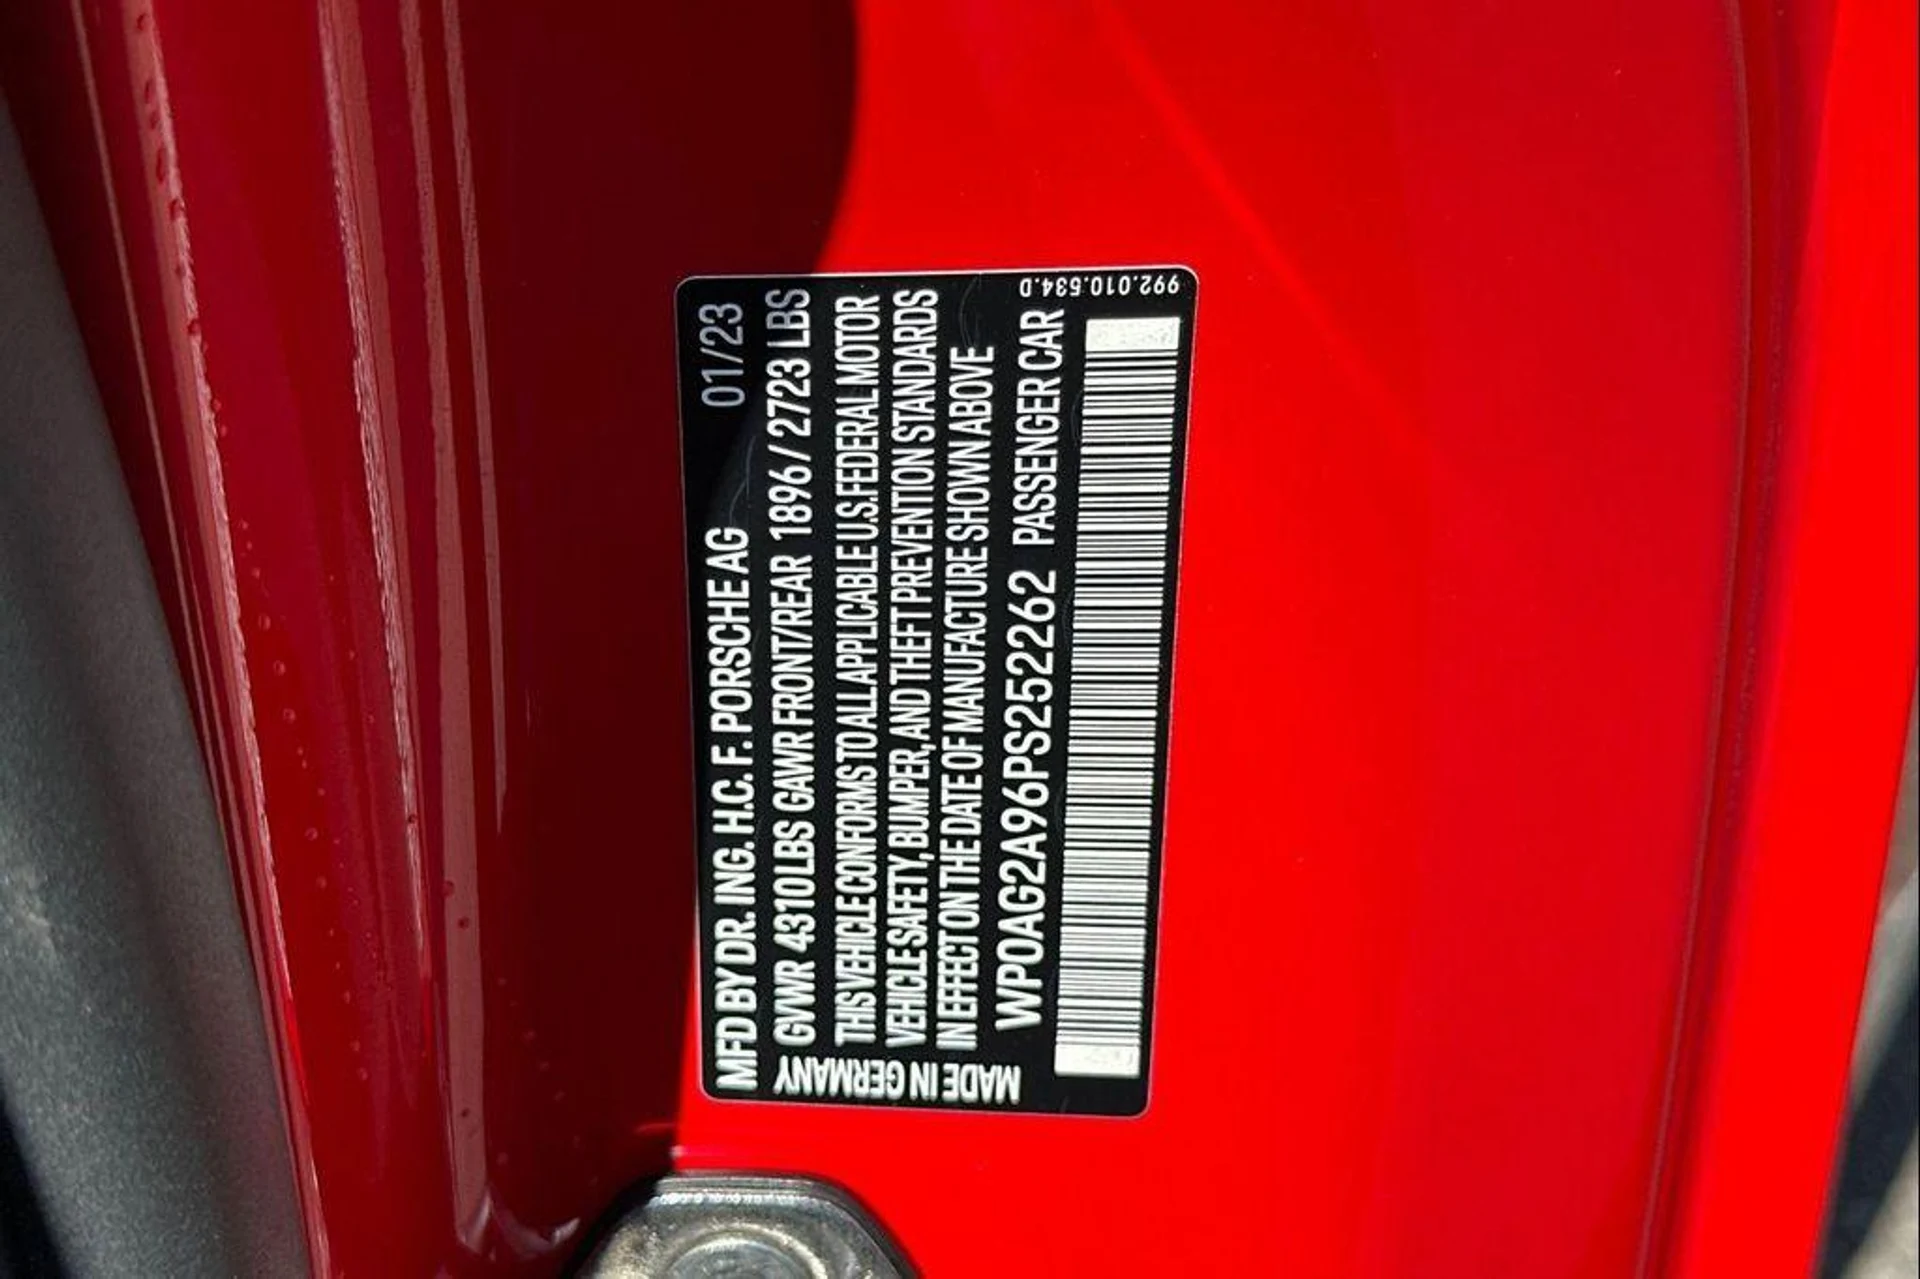 MFD BY DR. ING. H.C. F. PORSCHE AG 01/23
GVWR 4310LBS GAWR FRONT/REAR 1896/2723 LBS
THIS VEHICLE CONFORMS TO ALL APPLICABLE U.S. FEDERAL MOTOR
VEHICLE SAFETY, BUMPER, AND THEFT PREVENTION STANDARDS
IN EFFECT ON THE DATE OF MANUFACTURE SHOWN ABOVE
WP0AG2A96PS252262 PASSENGER CAR
MADE IN GERMANY
992.010.634.D